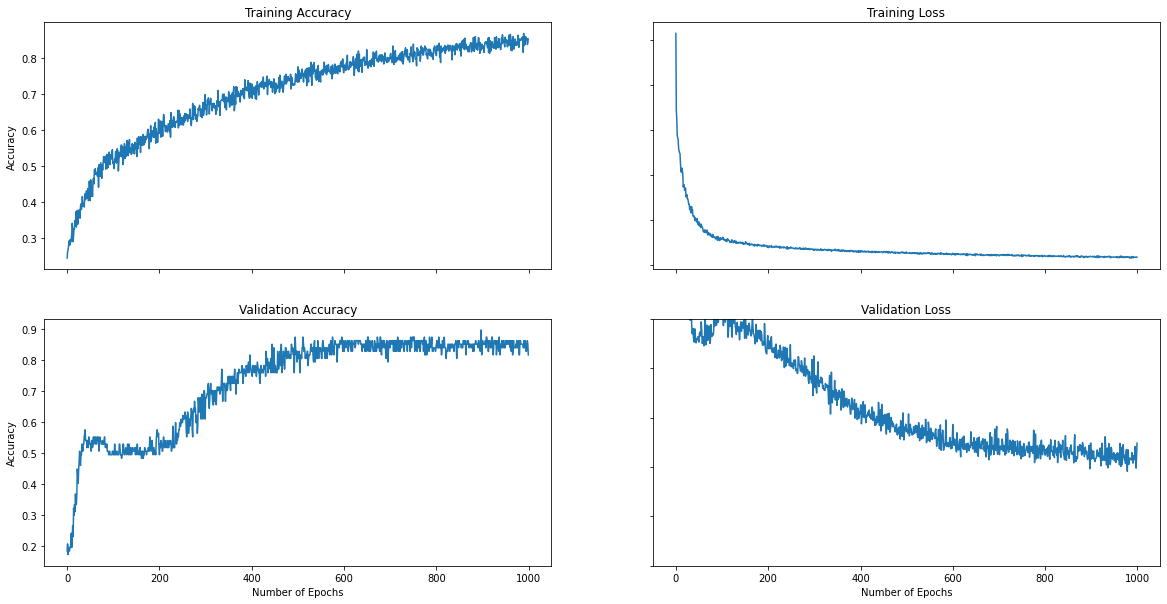 Training Accuracy
Training Loss
Accuracy
0.8
0.7
0.6
0.5
0.4
0.3
Validation Accuracy
Validation Loss
Accuracy
0.9
0.8
0.7
0.6
0.5
0.4
0.3
0.2
0 200 400 600 800 1000
0 200 400 600 800 1000
Number of Epochs
Number of Epochs